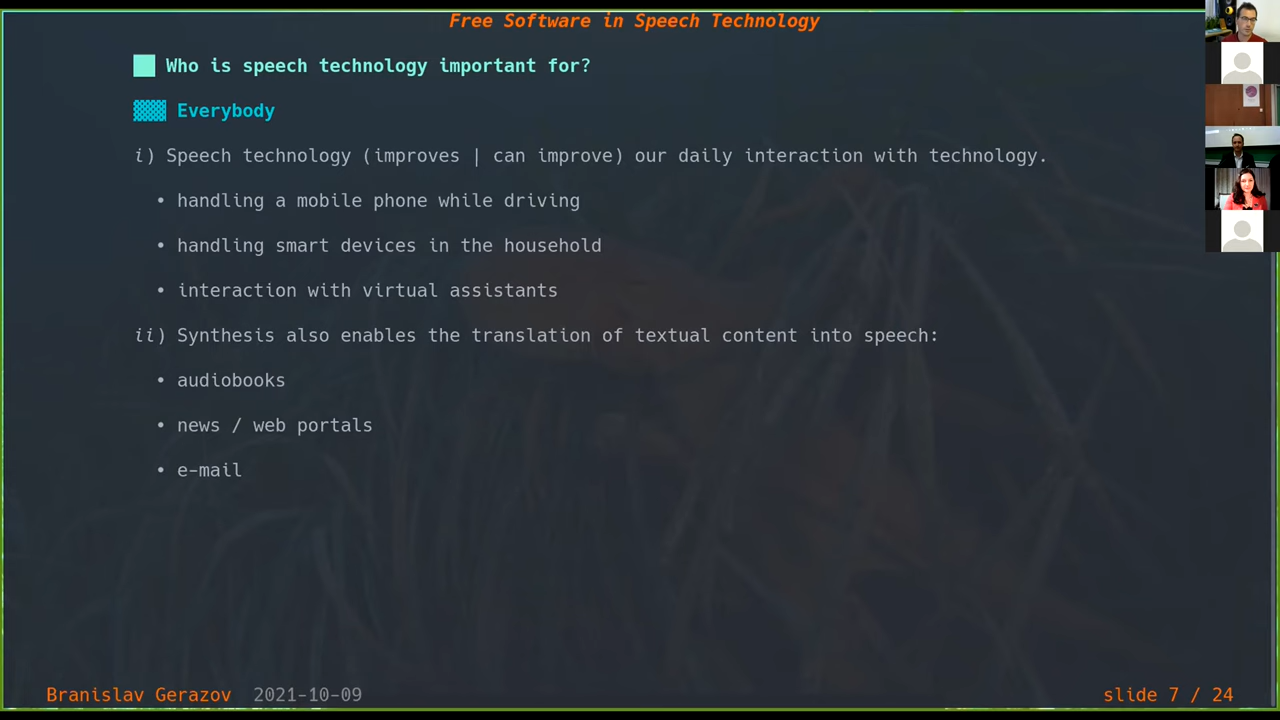 Free Software in Speech Technology
Who is speech technology important for?
Everybody
i) Speech technology (improves | can improve) our daily interaction with technology.
• handling a mobile phone while driving
• handling smart devices in the household
• interaction with virtual assistants
ii) Synthesis also enables the translation of textual content into speech:
• audiobooks
• news / web portals
• e-mail
Branislav Gerazov 2021-10-09
slide 7 / 24